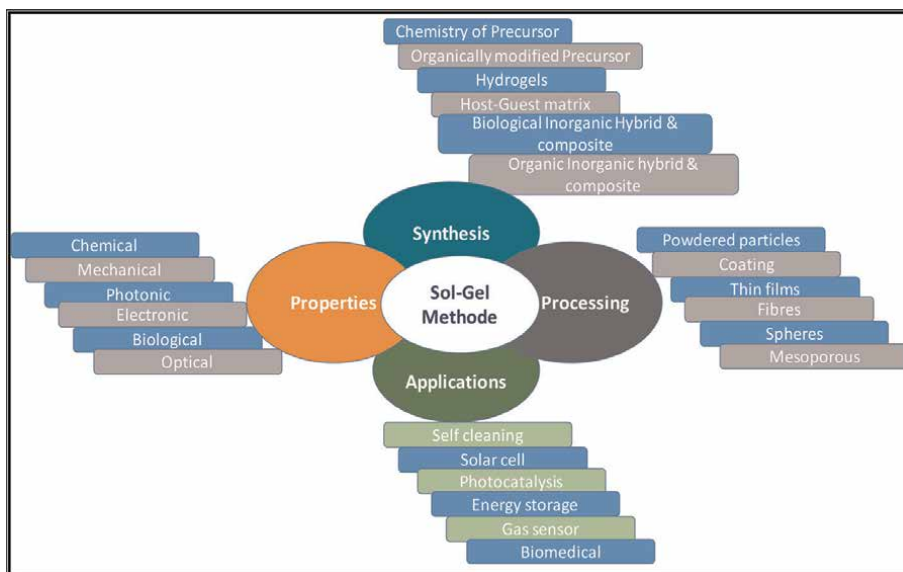 Chemistry of Precursor
Organically modified Precursor
Hydrogels
Host-Guest matrix
Biological Inorganic Hybrid &
composite
Organic Inorganic hybrid &
composite
Synthesis
Chemical
Mechanical
Photonic
Electronic
Biological
Optical
Properties
Sol-Gel
Methode
Processing
Powdered particles
Coating
Thin films
Fibres
Spheres
Mesoporous
Applications
Self cleaning
Solar cell
Photocatalysis
Energy storage
Gas sensor
Biomedical